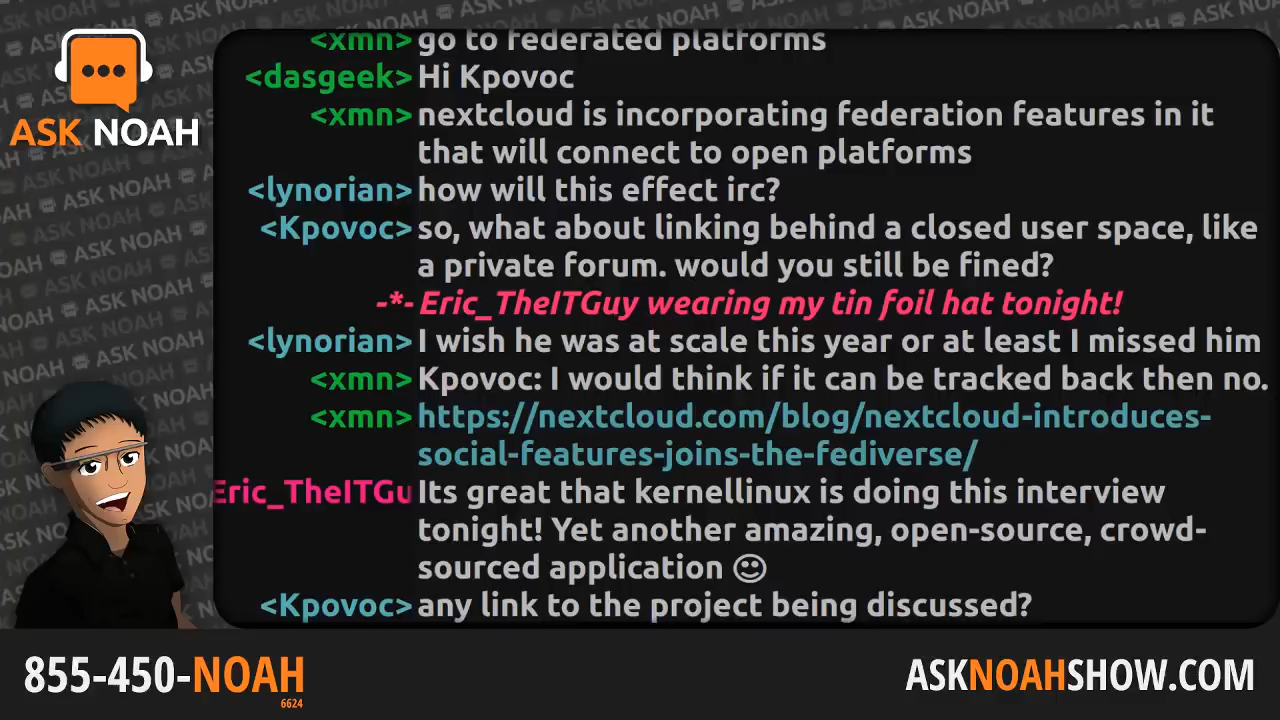 ASK NOAH
<xmn> go to federated platforms
<dasgeek> Hi Kpovoc
<xmn> nextcloud is incorporating federation features in it
that will connect to open platforms
<lynorian> how will this effect irc?
<Kpovoc> so, what about linking behind a closed user space, like
a private forum. would you still be fined?
-*- Eric_TheITGuy wearing my tin foil hat tonight!
<lynorian> I wish he was at scale this year or at least I missed him
<xmn> Kpovoc: I would think if it can be tracked back then no.
<xmn> https://nextcloud.com/blog/nextcloud-introduces-
social-features-joins-the-fediverse/
Eric_TheITGu Its great that kernellinux is doing this interview
tonight! Yet another amazing, open-source, crowd-
sourced application 😍
<Kpovoc> any link to the project being discussed?
855-450-NOAH
6624
ASKNOAHSHOW.COM